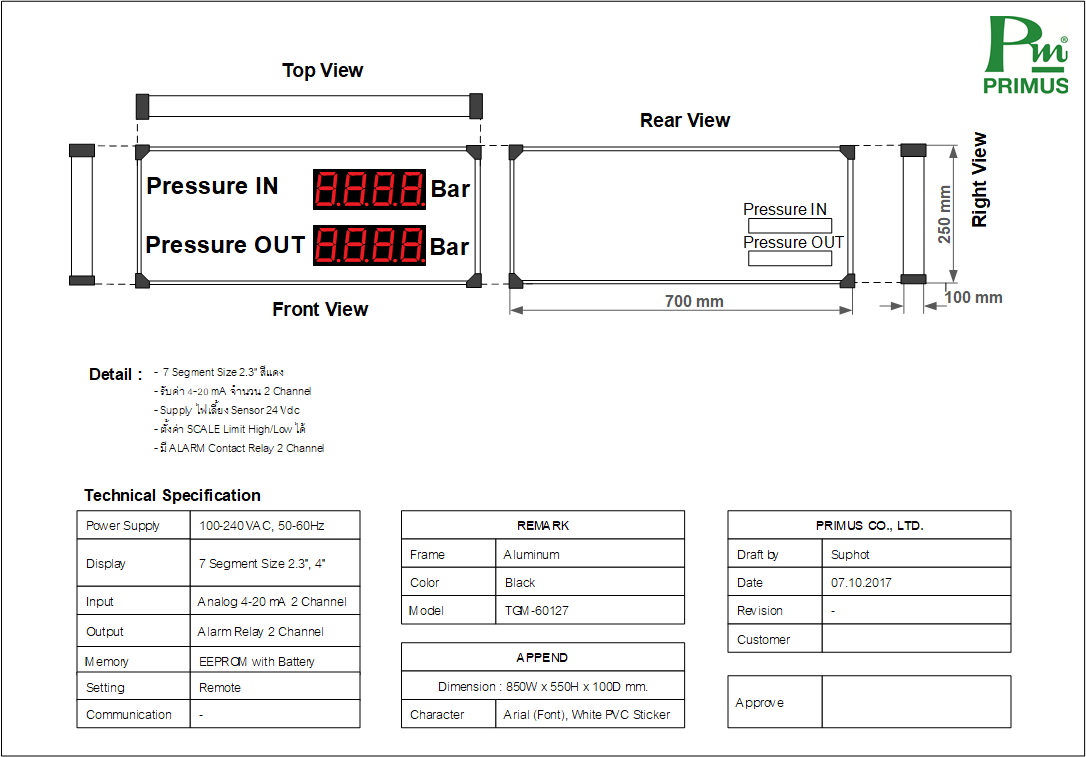 Pm®
PRIMUS
Top View
Rear View
Right View
Pressure IN 8.8.8.8. Bar
Pressure OUT 8.8.8.8. Bar
Front View
Pressure IN
Pressure OUT
250 mm
700 mm
100 mm
Detail :
- 7 Segment Size 2.3" สีแดง
- รับค่า 4-20 mA จำนวน 2 Channel
- Supply ไฟเลี้ยง Sensor 24 Vdc
- ตั้งค่า SCALE Limit High/Low ได้
- มี ALARM Contact Relay 2 Channel
Technical Specification
Power Supply 100-240 VAC, 50-60Hz
Display 7 Segment Size 2.3", 4"
Input Analog 4-20 mA 2 Channel
Output Alarm Relay 2 Channel
Memory EEPROM with Battery
Setting Remote
Communication -
REMARK
Frame Aluminum
Color Black
Model TGM-60127
APPEND
Dimension : 850W x 550H x 100D mm.
Character Arial (Font), White PVC Sticker
PRIMUS CO., LTD.
Draft by Suphot
Date 07.10.2017
Revision -
Customer
Approve